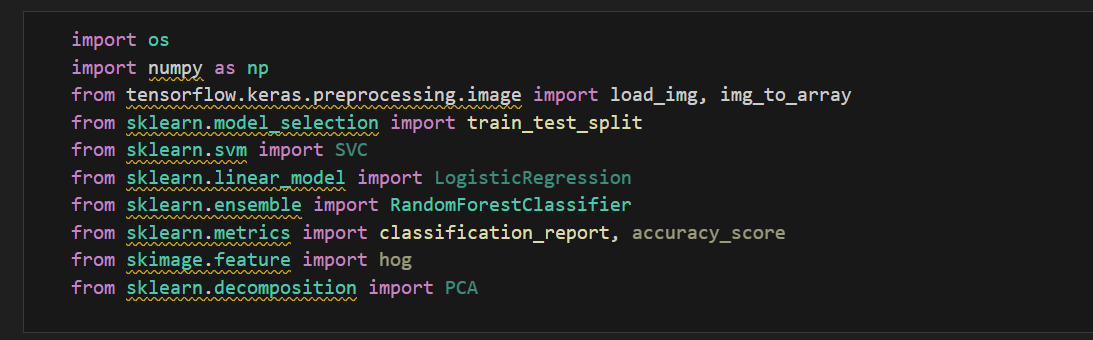 import os
import numpy as np
from tensorflow.keras.preprocessing.image import load_img, img_to_array
from sklearn.model_selection import train_test_split
from sklearn.svm import SVC
from sklearn.linear_model import LogisticRegression
from sklearn.ensemble import RandomForestClassifier
from sklearn.metrics import classification_report, accuracy_score
from skimage.feature import hog
from sklearn.decomposition import PCA